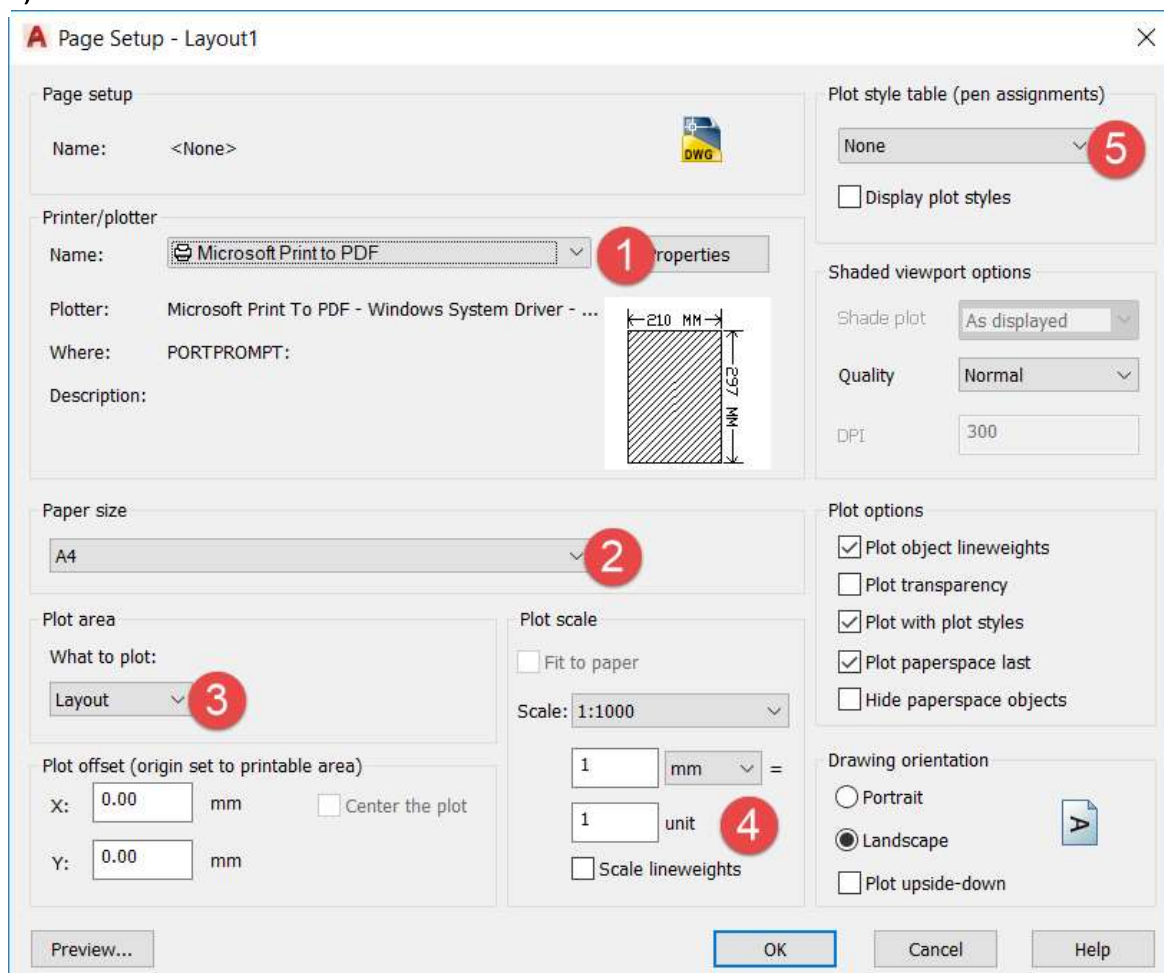 Page Setup - Layout1
Page setup
Name: <None>
DWG
Printer/plotter
Name: Microsoft Print to PDF
1
Plotter: Microsoft Print To PDF - Windows System Driver - ...
Where: PORTPROMPT:
Description:
210 MM
297 MM
Paper size
A4
2
Plot area
What to plot:
Layout
3
Plot offset (origin set to printable area)
X: 0.00 mm
Center the plot
Y: 0.00 mm
Plot scale
Fit to paper
Scale: 1:1000
1 mm =
1 unit
4
Scale lineweights
Plot style table (pen assignments)
None
5
Display plot styles
Shaded viewport options
Shade plot As displayed
Quality Normal
DPI 300
Plot options
Plot object lineweights
Plot transparency
Plot with plot styles
Plot paperspace last
Hide paperspace objects
Drawing orientation
Portrait
Landscape
A
Plot upside-down
Preview...
OK
Cancel
Help